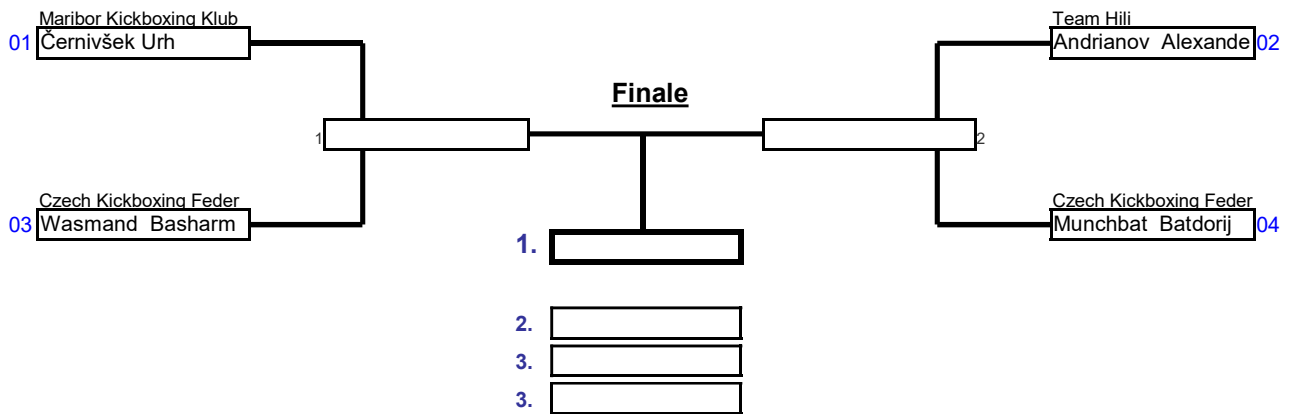 Maribor Kickboxing Klub
01 Černivšek Urh
Team Hili
Andrianov Alexande 02
Finale
1
2
Czech Kickboxing Feder
03 Wasmand Basharm
Czech Kickboxing Feder
Munchbat Batdorij 04
1.
2.
3.
3.